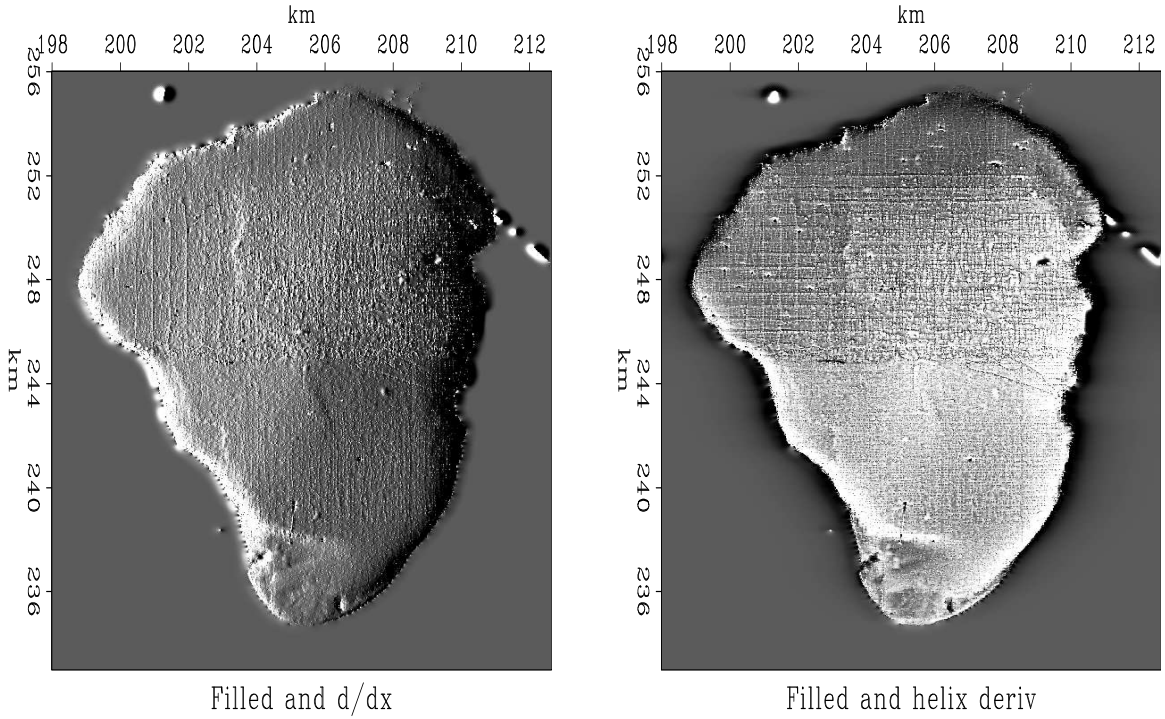 km km
198 200 202 204 206 208 210 212 198 200 202 204 206 208 210 212
256 256
252 252
248 248
km km
244 244
240 240
236 236
Filled and d/dx Filled and helix deriv